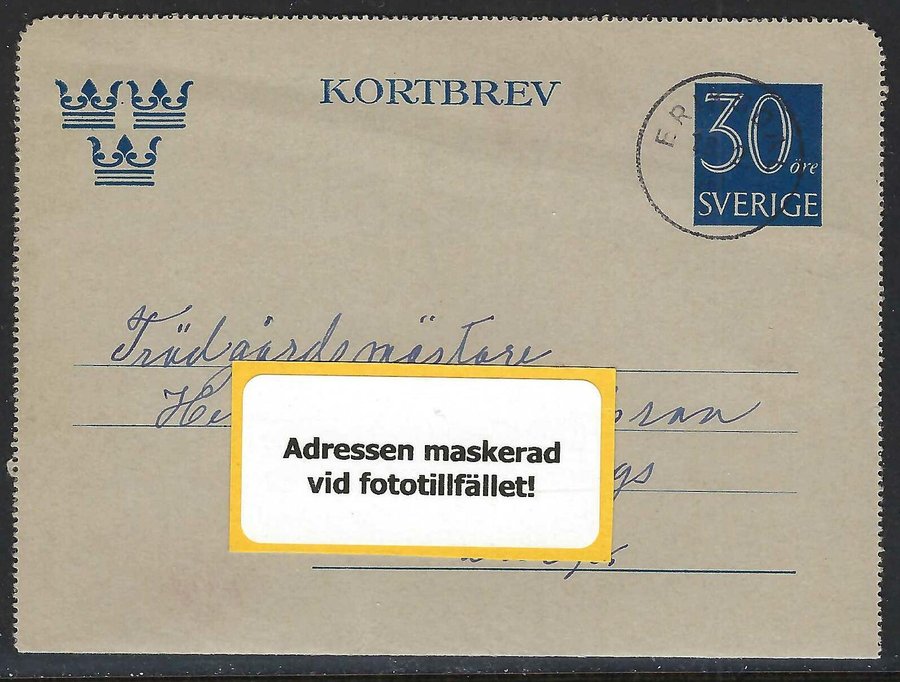 KORTBREV
30 öre
SVERIGE
Trädgårdsmästare
Adressen maskerad
vid fototillfället!